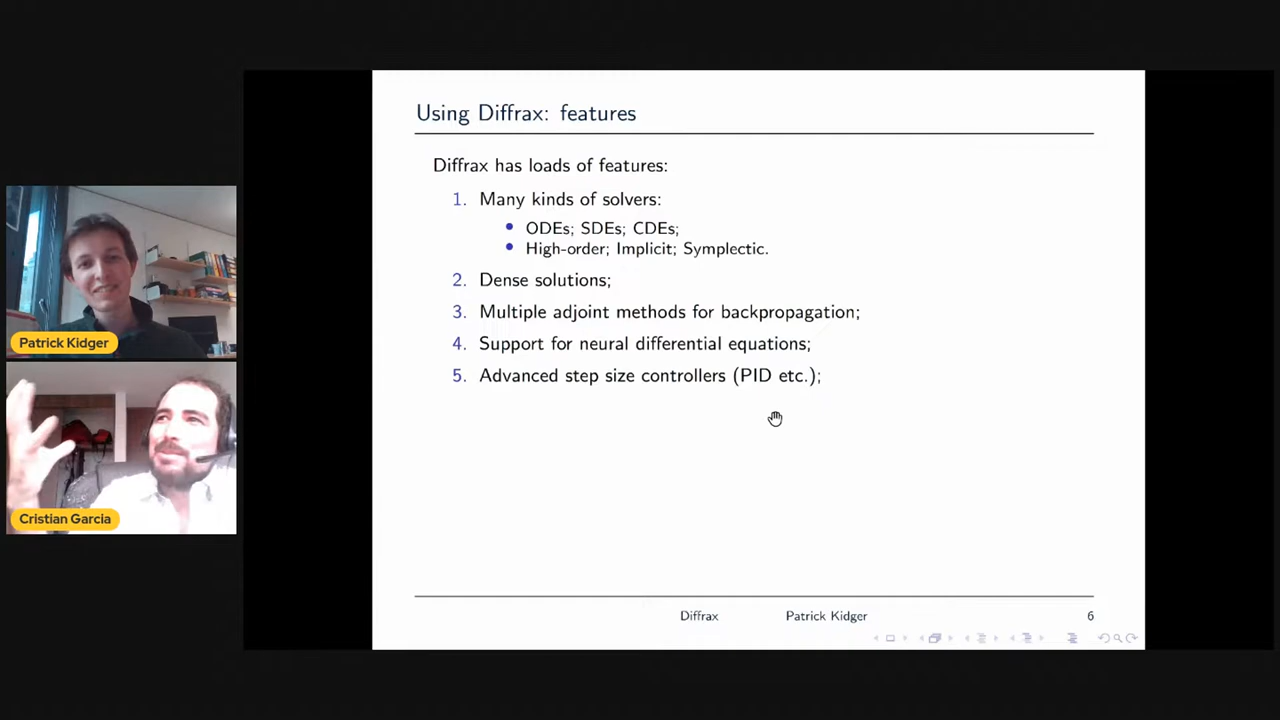 Using Diffrax: features
Diffrax has loads of features:
1. Many kinds of solvers:
• ODEs; SDEs; CDEs;
• High-order; Implicit; Symplectic.
2. Dense solutions;
3. Multiple adjoint methods for backpropagation;
4. Support for neural differential equations;
5. Advanced step size controllers (PID etc.);
Diffrax Patrick Kidger 6
Patrick Kidger
Cristian Garcia